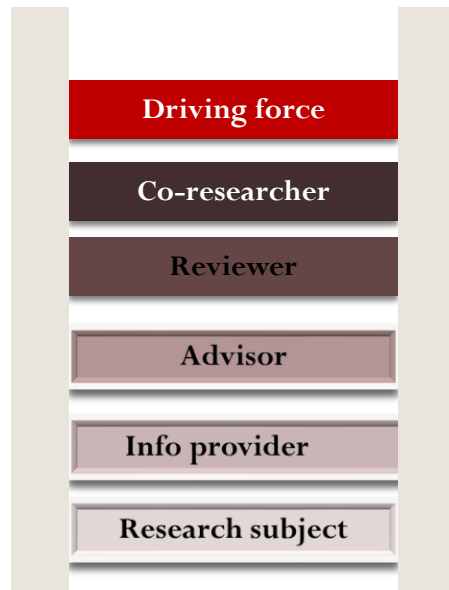 Driving force
Co-researcher
Reviewer
Advisor
Info provider
Research subject